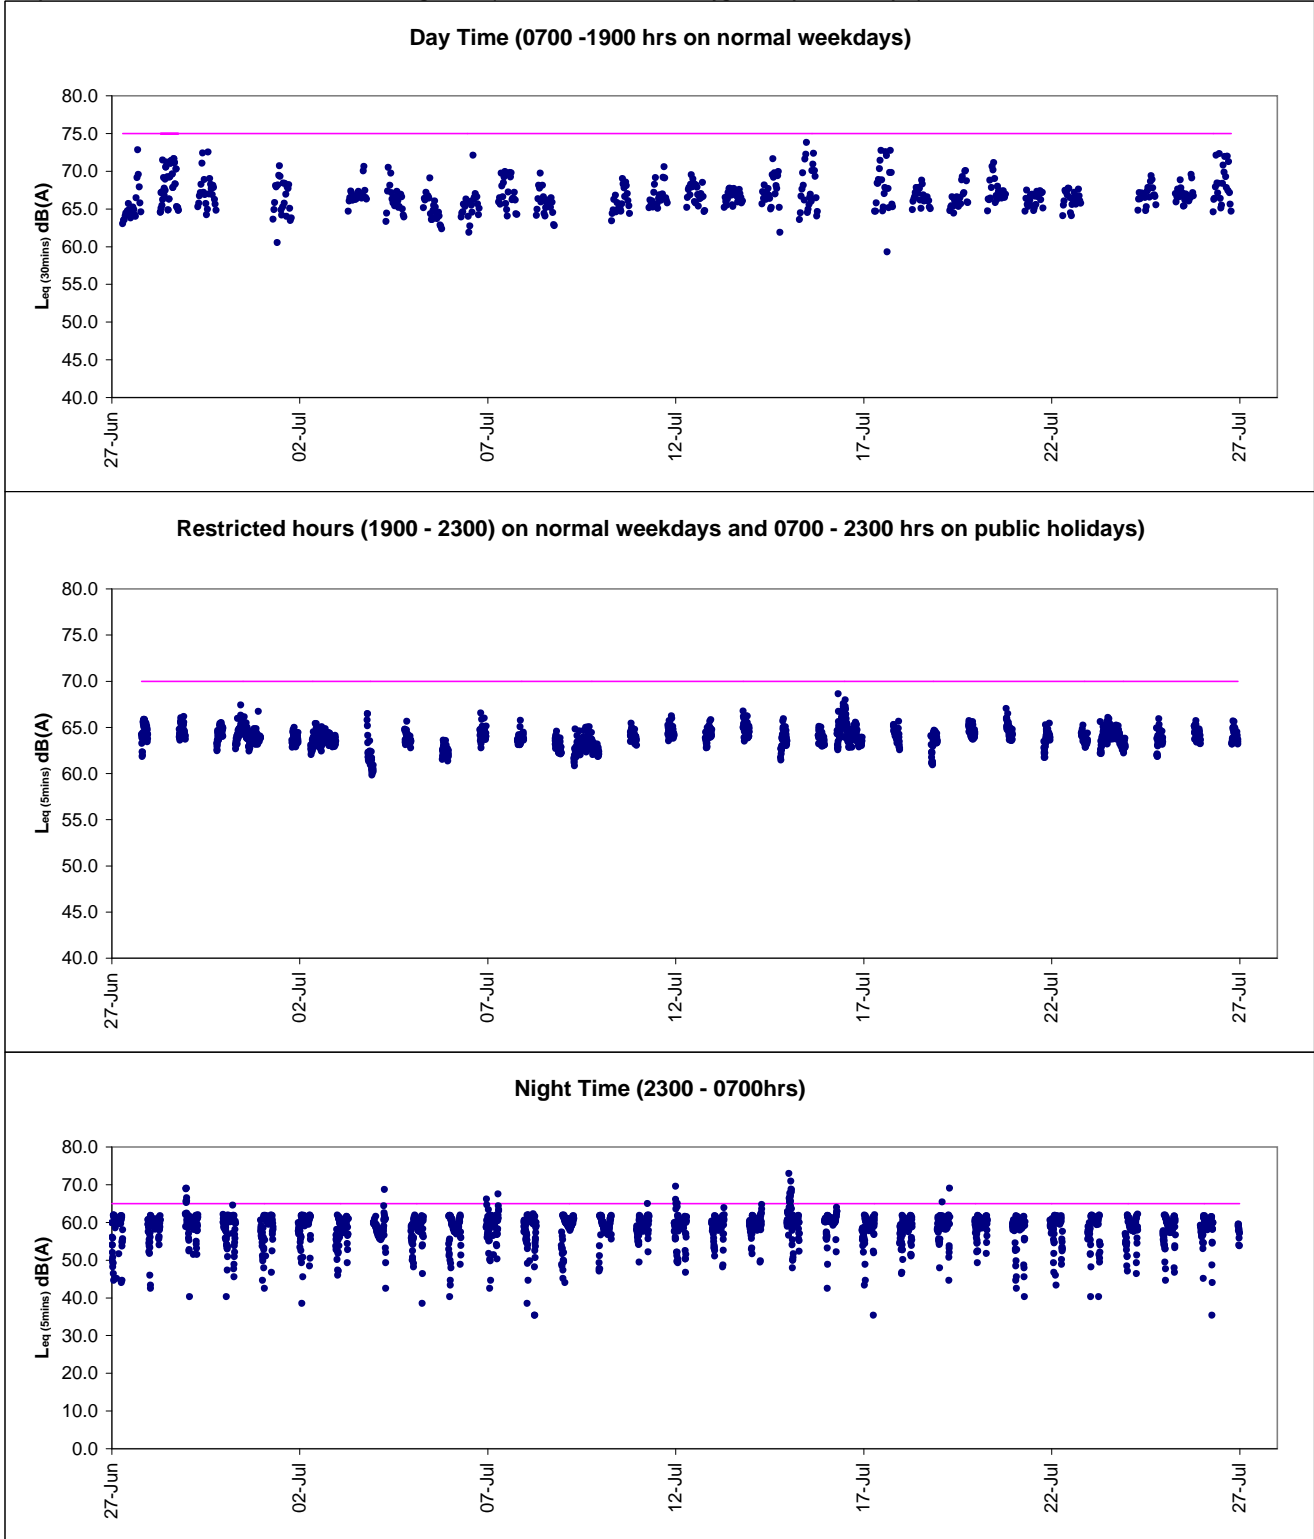 Day Time (0700 -1900 hrs on normal weekdays)
80.0
75.0
70.0
65.0
60.0
55.0
50.0
45.0
40.0
Leq (30mins) dB(A)
27-Jun
02-Jul
07-Jul
12-Jul
17-Jul
22-Jul
27-Jul
Restricted hours (1900 - 2300) on normal weekdays and 0700 - 2300 hrs on public holidays)
80.0
75.0
70.0
65.0
60.0
55.0
50.0
45.0
40.0
Leq (5mins) dB(A)
27-Jun
02-Jul
07-Jul
12-Jul
17-Jul
22-Jul
27-Jul
Night Time (2300 - 0700hrs)
80.0
70.0
60.0
50.0
40.0
30.0
20.0
10.0
0.0
Leq (5mins) dB(A)
27-Jun
02-Jul
07-Jul
12-Jul
17-Jul
22-Jul
27-Jul